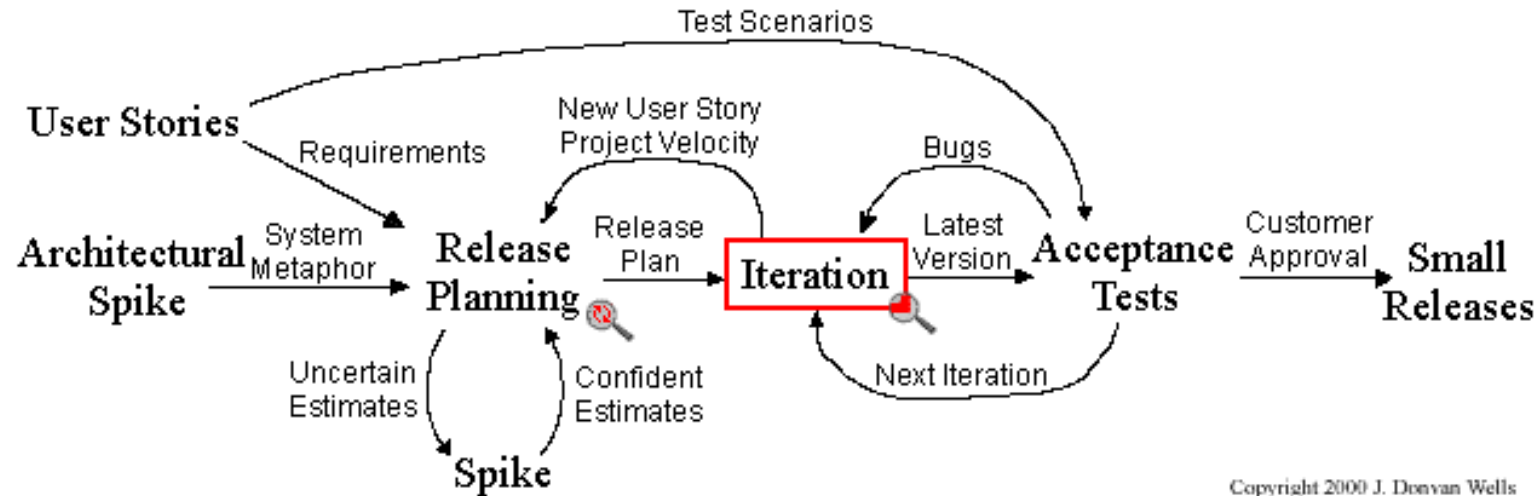 Test Scenarios
User Stories
New User Story
Project Velocity
Requirements
Bugs
Architectural
Spike
System
Metaphor
Release
Planning
Release
Plan
Iteration
Latest
Version
Acceptance
Tests
Customer
Approval
Small
Releases
Uncertain
Estimates
Confident
Estimates
Next Iteration
Spike
Copyright 2000 J. Donvan Wells